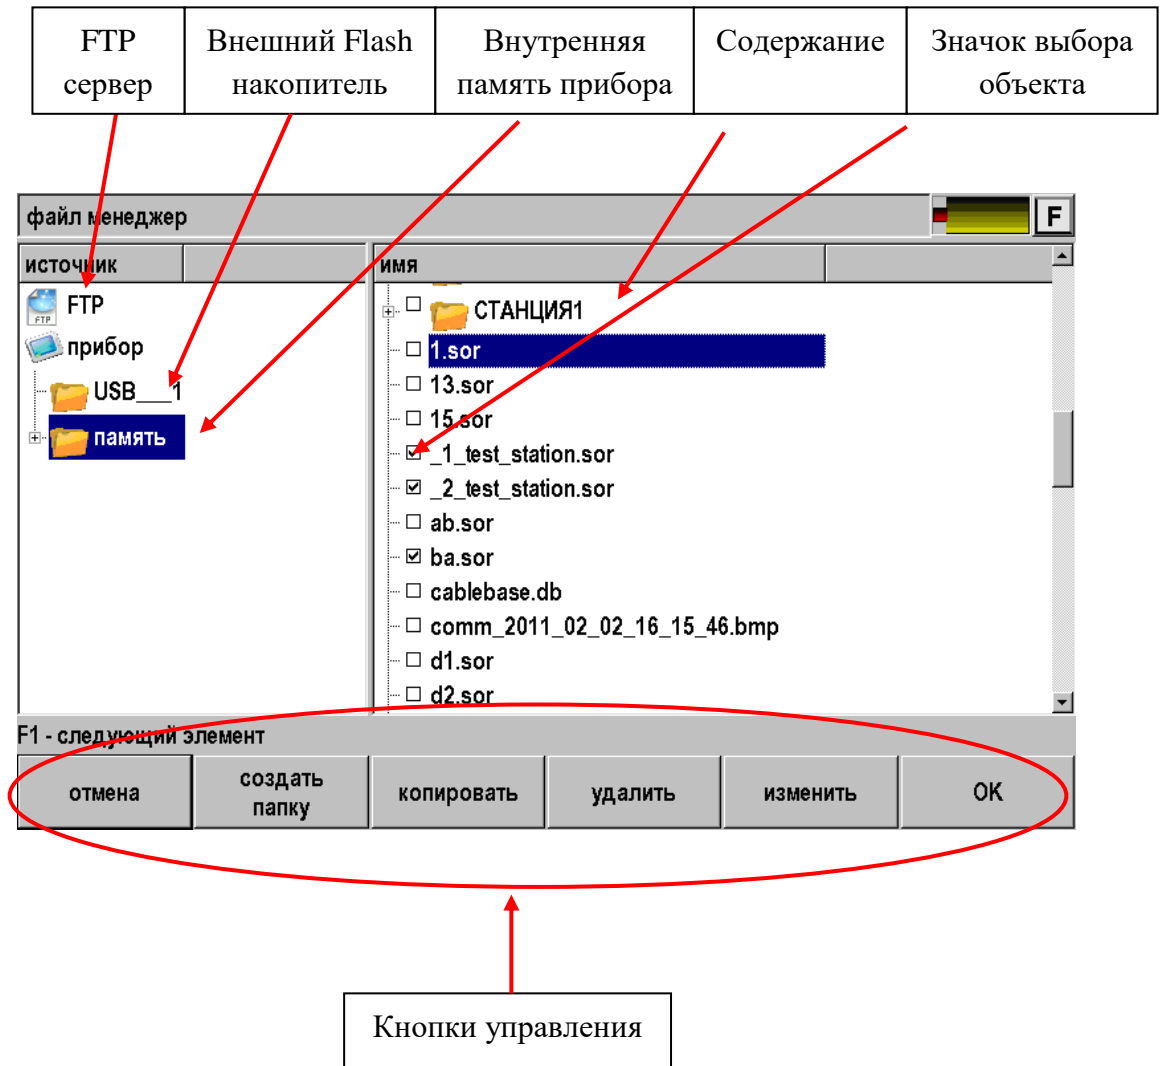 FTP
сервер
Внешний Flash
накопитель
Внутренняя
память прибора
Содержание
Значок выбора
объекта
файл менеджер
F
источник
имя
FTP
FTP
прибор
USB___1
память
СТАНЦИЯ1
1.sor
13.sor
15.sor
_1_test_station.sor
_2_test_station.sor
ab.sor
ba.sor
cablebase.db
comm_2011_02_02_16_15_46.bmp
d1.sor
d2.sor
F1 - следующий элемент
отмена
создать
папку
копировать
удалить
изменить
OK
Кнопки управления